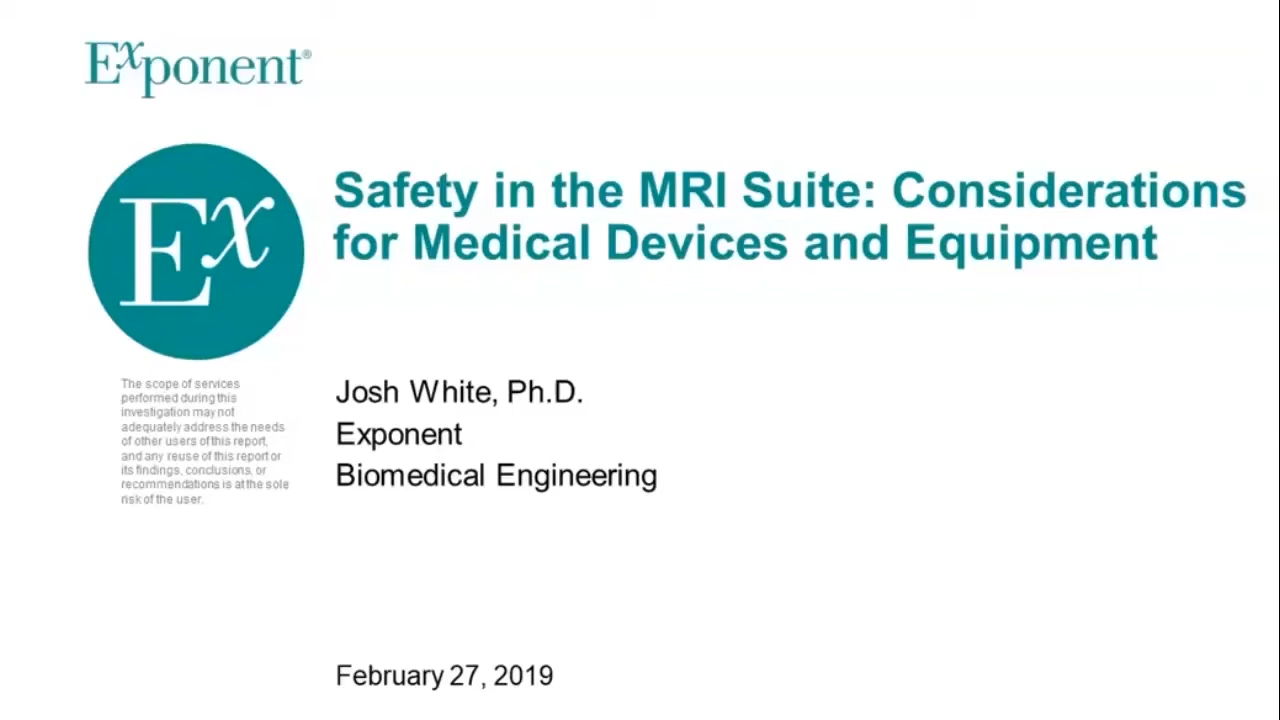 Exponent®
Ex
Safety in the MRI Suite: Considerations
for Medical Devices and Equipment
The scope of services
performed during this
investigation may not
adequately address the needs
of other users of this report,
and any reuse of this report or
its findings, conclusions, or
recommendations is at the sole
risk of the user.
Josh White, Ph.D.
Exponent
Biomedical Engineering
February 27, 2019